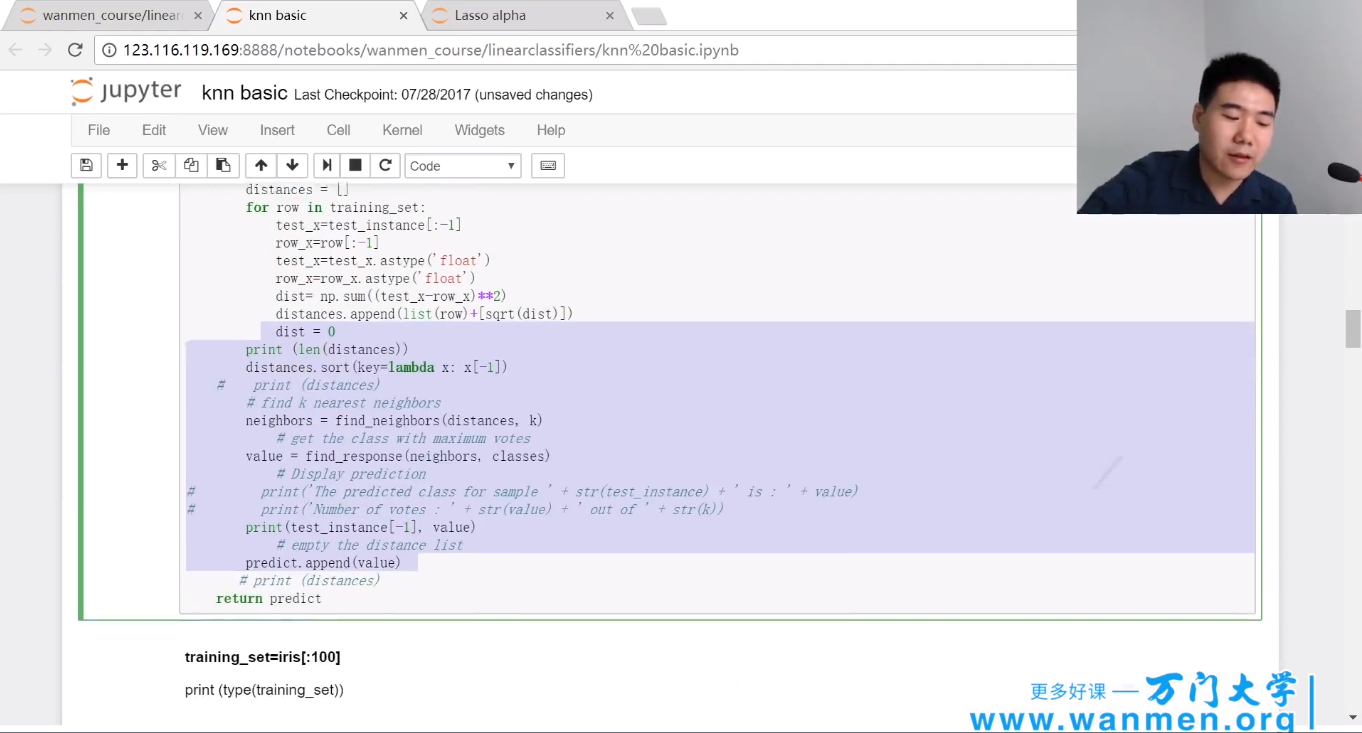 wanmen_course/linear
knn basic
Lasso alpha
123.116.119.169:8888/notebooks/wanmen_course/linearclassifiers/knn%20basic.ipynb
jupyter knn basic Last Checkpoint: 07/28/2017 (unsaved changes)
File Edit View Insert Cell Kernel Widgets Help
Code
distances = []
for row in training_set:
test_x=test_instance[:-1]
row_x=row[:-1]
test_x=test_x.astype('float')
row_x=row_x.astype('float')
dist= np.sum((test_x-row_x)**2)
distances.append(list(row)+[sqrt(dist)])
dist = 0
print (len(distances))
distances.sort(key=lambda x: x[-1])
# print (distances)
# find k nearest neighbors
neighbors = find_neighbors(distances, k)
# get the class with maximum votes
value = find_response(neighbors, classes)
# Display prediction
# print('The predicted class for sample ' + str(test_instance) + ' is : ' + value)
# print('Number of votes : ' + str(value) + ' out of ' + str(k))
print(test_instance[-1], value)
# empty the distance list
predict.append(value)
# print (distances)
return predict
training_set=iris[:100]
print (type(training_set))
更多好课 — 万门大学
www.wanmen.org